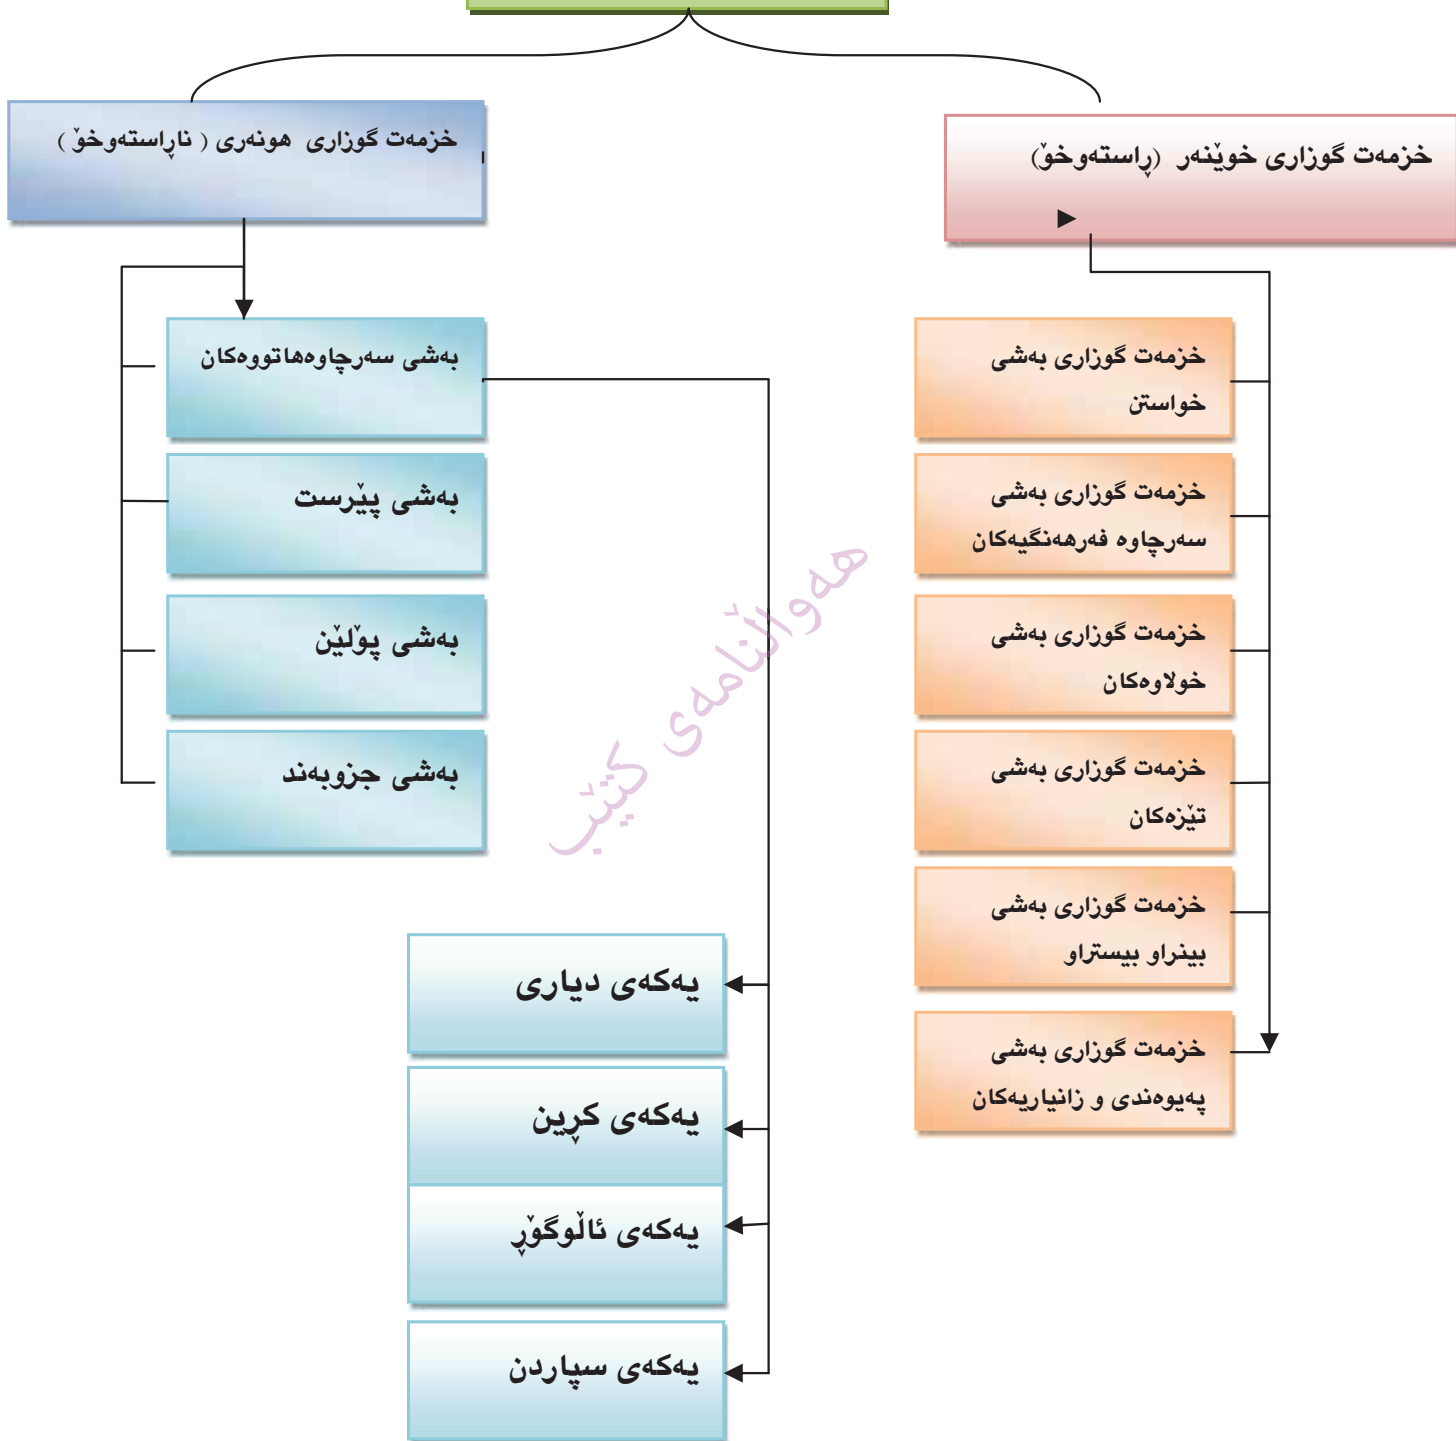 خزمەت گوزاری خوێنەر (ڕاستەوخۆ)
خزمەت گوزاری هونەری ( ناڕاستەوخۆ )
خزمەت گوزاری بەشی
خواستن
خزمەت گوزاری بەشی
سەرچاوە فەرهەنگیەکان
خزمەت گوزاری بەشی
خولاوەکان
خزمەت گوزاری بەشی
تێزەکان
خزمەت گوزاری بەشی
بینراو بیستراو
خزمەت گوزاری بەشی
پەیوەندی و زانیاریەکان
بەشی سەرچاوەهاتووەکان
بەشی پێرست
بەشی پۆلێن
بەشی جزوبەند
یەکەی دیاری
یەکەی کڕین
یەکەی ئاڵوگۆڕ
یەکەی سپاردن
هەواڵنامەی کتێب